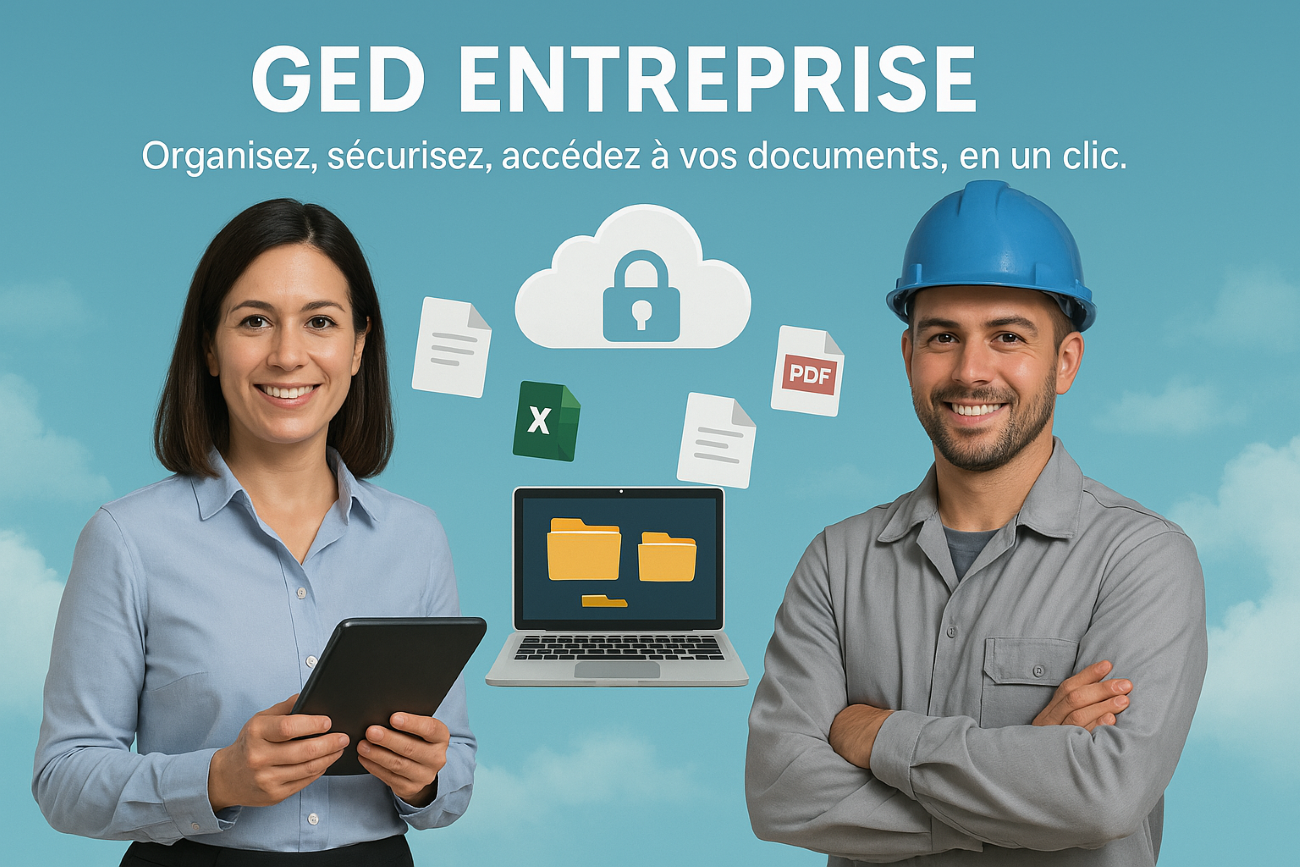 GED ENTREPRISE
Organisez, sécurisez, accédez à vos documents, en un clic.
PDF
X